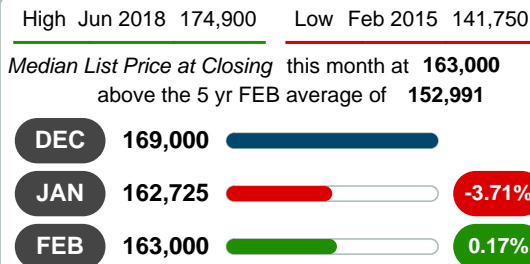 High Jun 2018 174,900 Low Feb 2015 141,750
Median List Price at Closing this month at 163,000
above the 5 yr FEB average of 152,991
DEC 169,000
JAN 162,725 -3.71%
FEB 163,000 0.17%